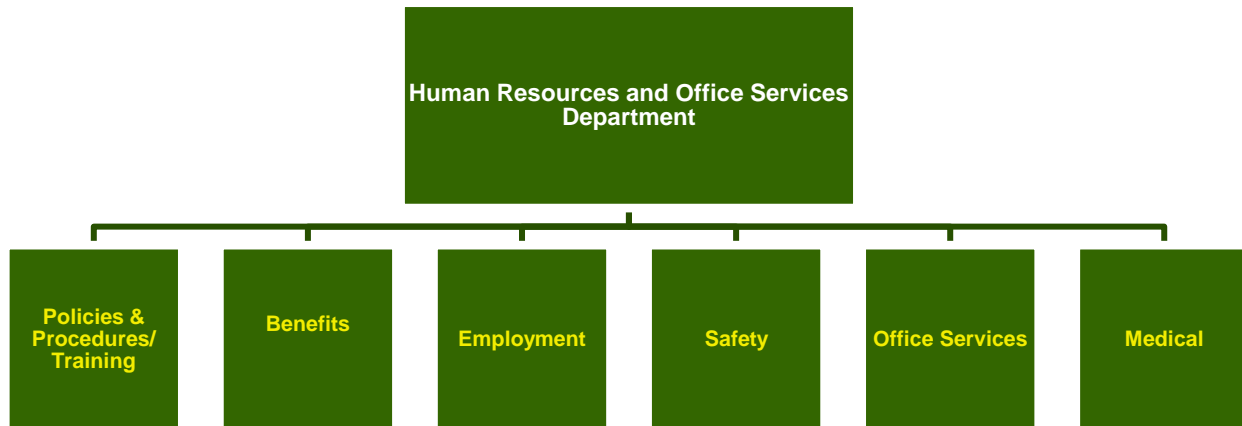 Human Resources and Office Services
Department
Policies &
Procedures/
Training
Benefits
Employment
Safety
Office Services
Medical